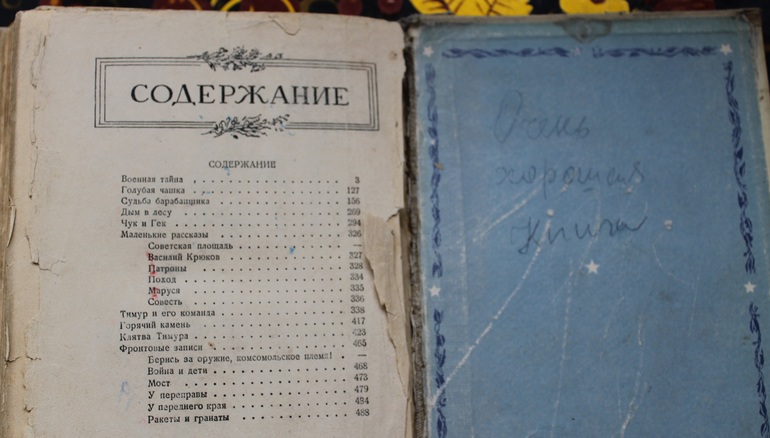 СОДЕРЖАНИЕ
СОДЕРЖАНИЕ
Военная тайна . . . . . . . . . . . . . . 3
Голубая чашка . . . . . . . . . . . . . . 127
Судьба барабанщика . . . . . . . . . . . . 156
Дым в лесу . . . . . . . . . . . . . . . 269
Чук и Гек . . . . . . . . . . . . . . . . 294
Маленькие рассказы . . . . . . . . . . . . 326
Советская площадь . . . . . . . . . . . —
Василий Крюков . . . . . . . . . . . . 327
Патроны . . . . . . . . . . . . . . . 328
Поход . . . . . . . . . . . . . . . . 334
Маруся . . . . . . . . . . . . . . . 335
Совесть . . . . . . . . . . . . . . . 336
Тимур и его команда . . . . . . . . . . . . 338
Горячий камень . . . . . . . . . . . . . . 417
Клятва Тимура . . . . . . . . . . . . . . 423
Фронтовые записи . . . . . . . . . . . . . 465
Берись за оружие, комсомольское племя! . —
Война и дети . . . . . . . . . . . . . 468
Мост . . . . . . . . . . . . . . . . 473
У переправы . . . . . . . . . . . . . 479
У переднего края . . . . . . . . . . . 484
Ракеты и гранаты . . . . . . . . . . . 488
Очень
хорошая
книга